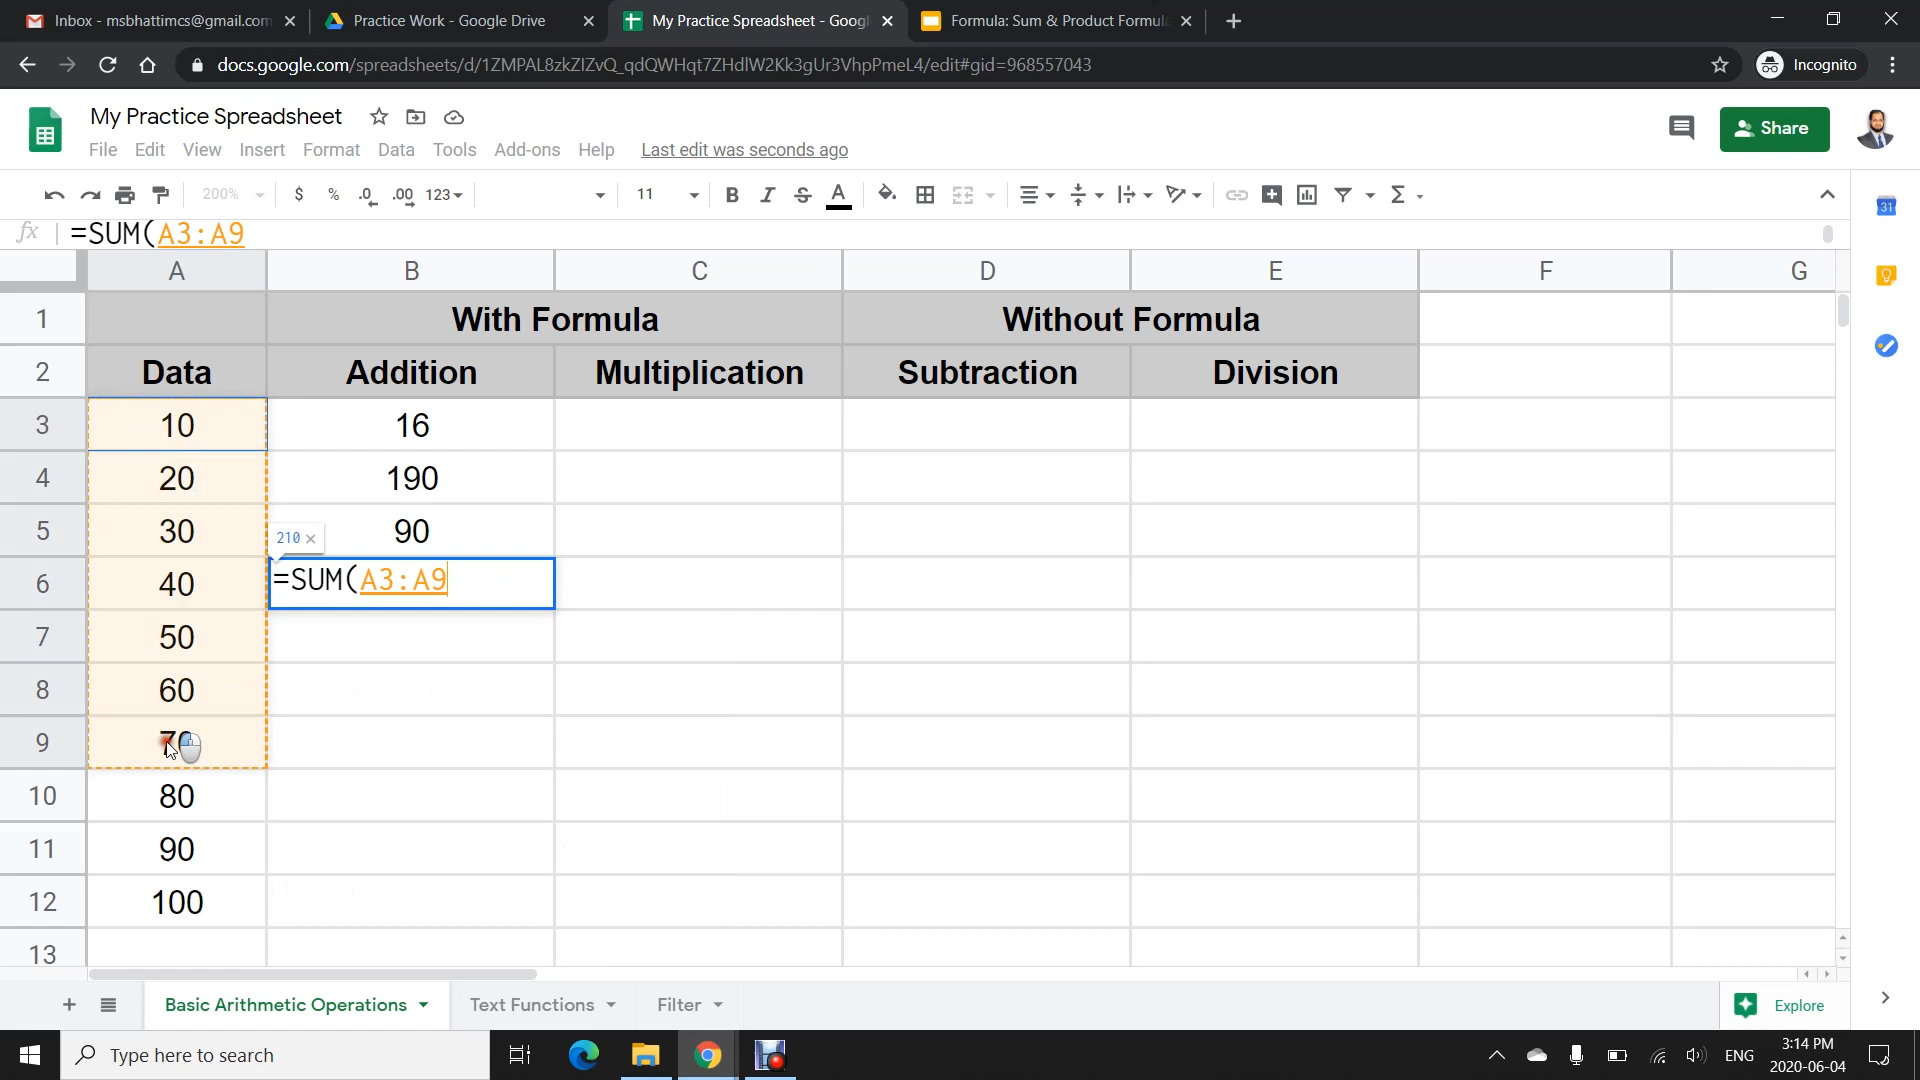 Inbox - msbhattimcs@gmail.com
Practice Work - Google Drive
My Practice Spreadsheet - Googl
Formula: Sum & Product Formula
docs.google.com/spreadsheets/d/1ZMPAL8zkZIZvQ_qdQWHqt7ZHdlW2Kk3gUr3VhpPmeL4/edit#gid=968557043
Incognito
My Practice Spreadsheet
File Edit View Insert Format Data Tools Add-ons Help Last edit was seconds ago
Share
200% $ % .0 .00 123 11 B I S A Σ
31
fx =SUM(A3:A9
A B C D E F G
1 With Formula Without Formula
2 Data Addition Multiplication Subtraction Division
3 10 16
4 20 190
5 30 90
210 ×
6 40 =SUM(A3:A9
7 50
8 60
9 70
10 80
11 90
12 100
13
Basic Arithmetic Operations Text Functions Filter
Explore
Type here to search
ENG
3:14 PM
2020-06-04